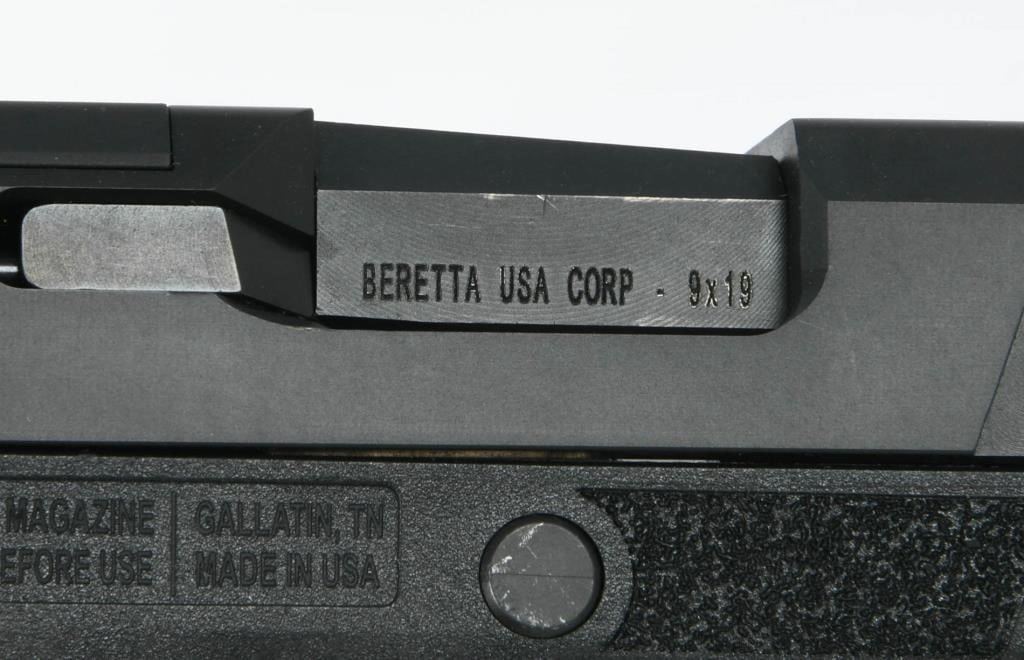 BERETTA USA CORP - 9x19
MAGAZINE
EFORE USE
GALLATIN, TN
MADE IN USA